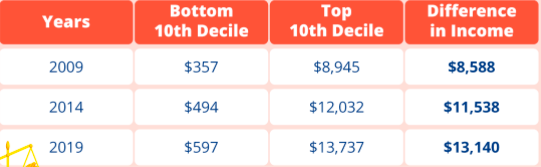 Years Bottom 10th Decile Top 10th Decile Difference in Income
2009 $357 $8,945 $8,588
2014 $494 $12,032 $11,538
2019 $597 $13,737 $13,140